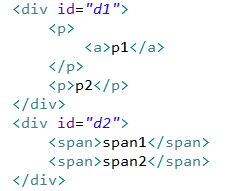 <div id="d1">
    <p>
        <a>p1</a>
    </p>
    <p>p2</p>
</div>
<div id="d2">
    <span>span1</span>
    <span>span2</span>
</div>